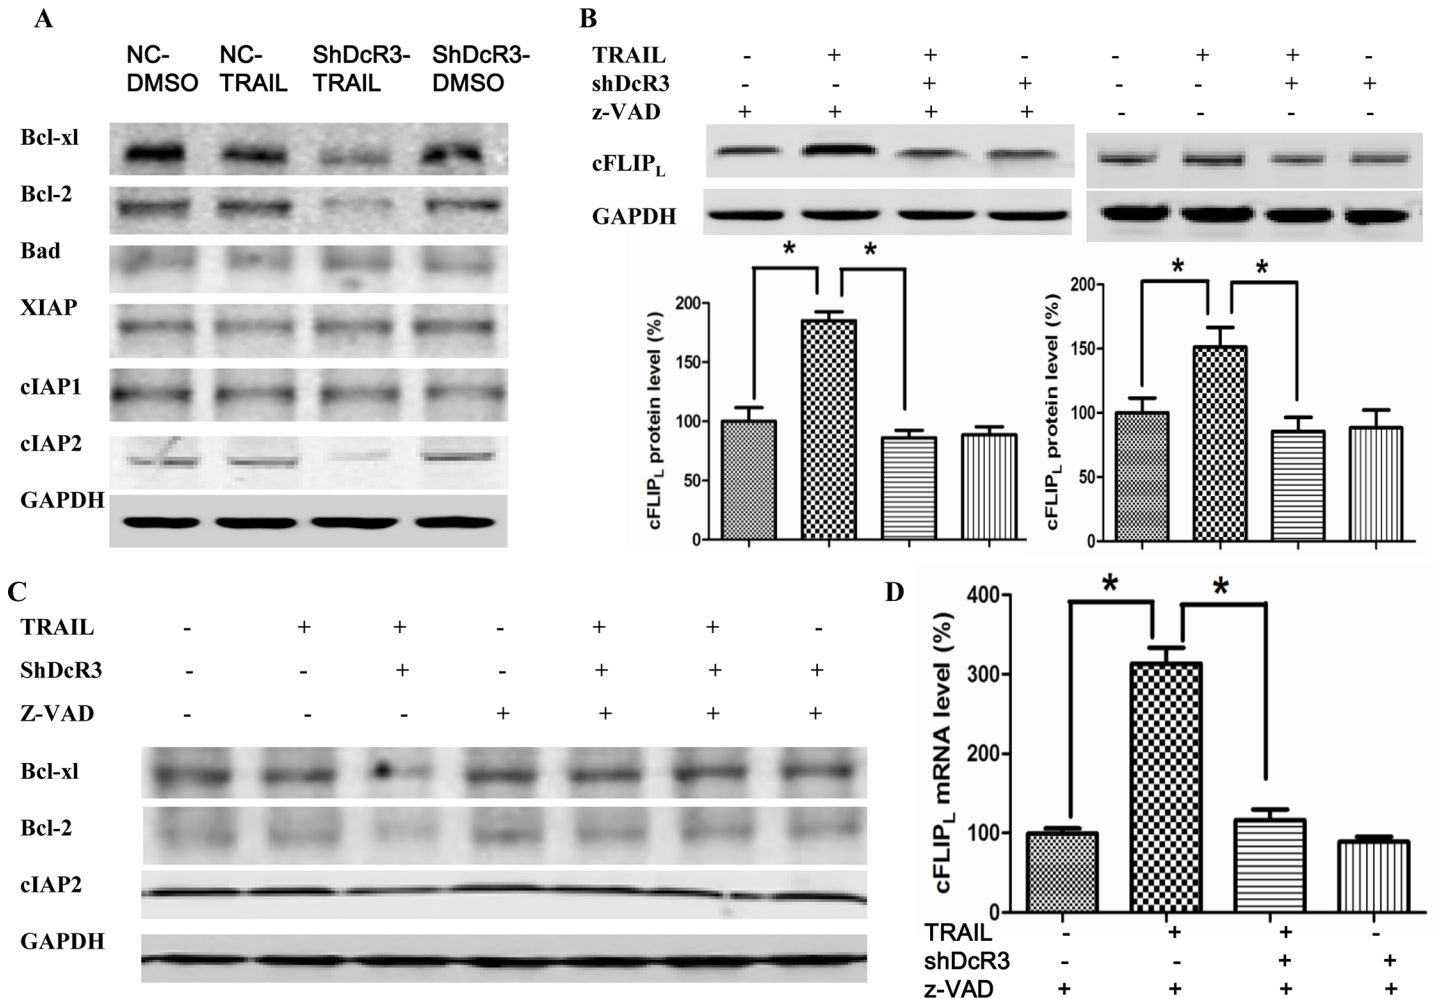 A
NC-DMSO NC-TRAIL ShDcR3-TRAIL ShDcR3-DMSO
Bcl-xl
Bcl-2
Bad
XIAP
cIAP1
cIAP2
GAPDH
B
TRAIL - + + - - + + -
shDcR3 - - + + - - + +
z-VAD + + + + - - - -
cFLIPL
GAPDH
* *
cFLIPL protein level (%)
200
150
100
50
0
* *
cFLIPL protein level (%)
200
150
100
50
0
C
TRAIL - + + - + + -
ShDcR3 - - + - + + +
Z-VAD - - - + + + +
Bcl-xl
Bcl-2
cIAP2
GAPDH
D
* *
cFLIPL mRNA level (%)
400
300
200
100
0
TRAIL - + + -
shDcR3 - - + +
z-VAD + + + +